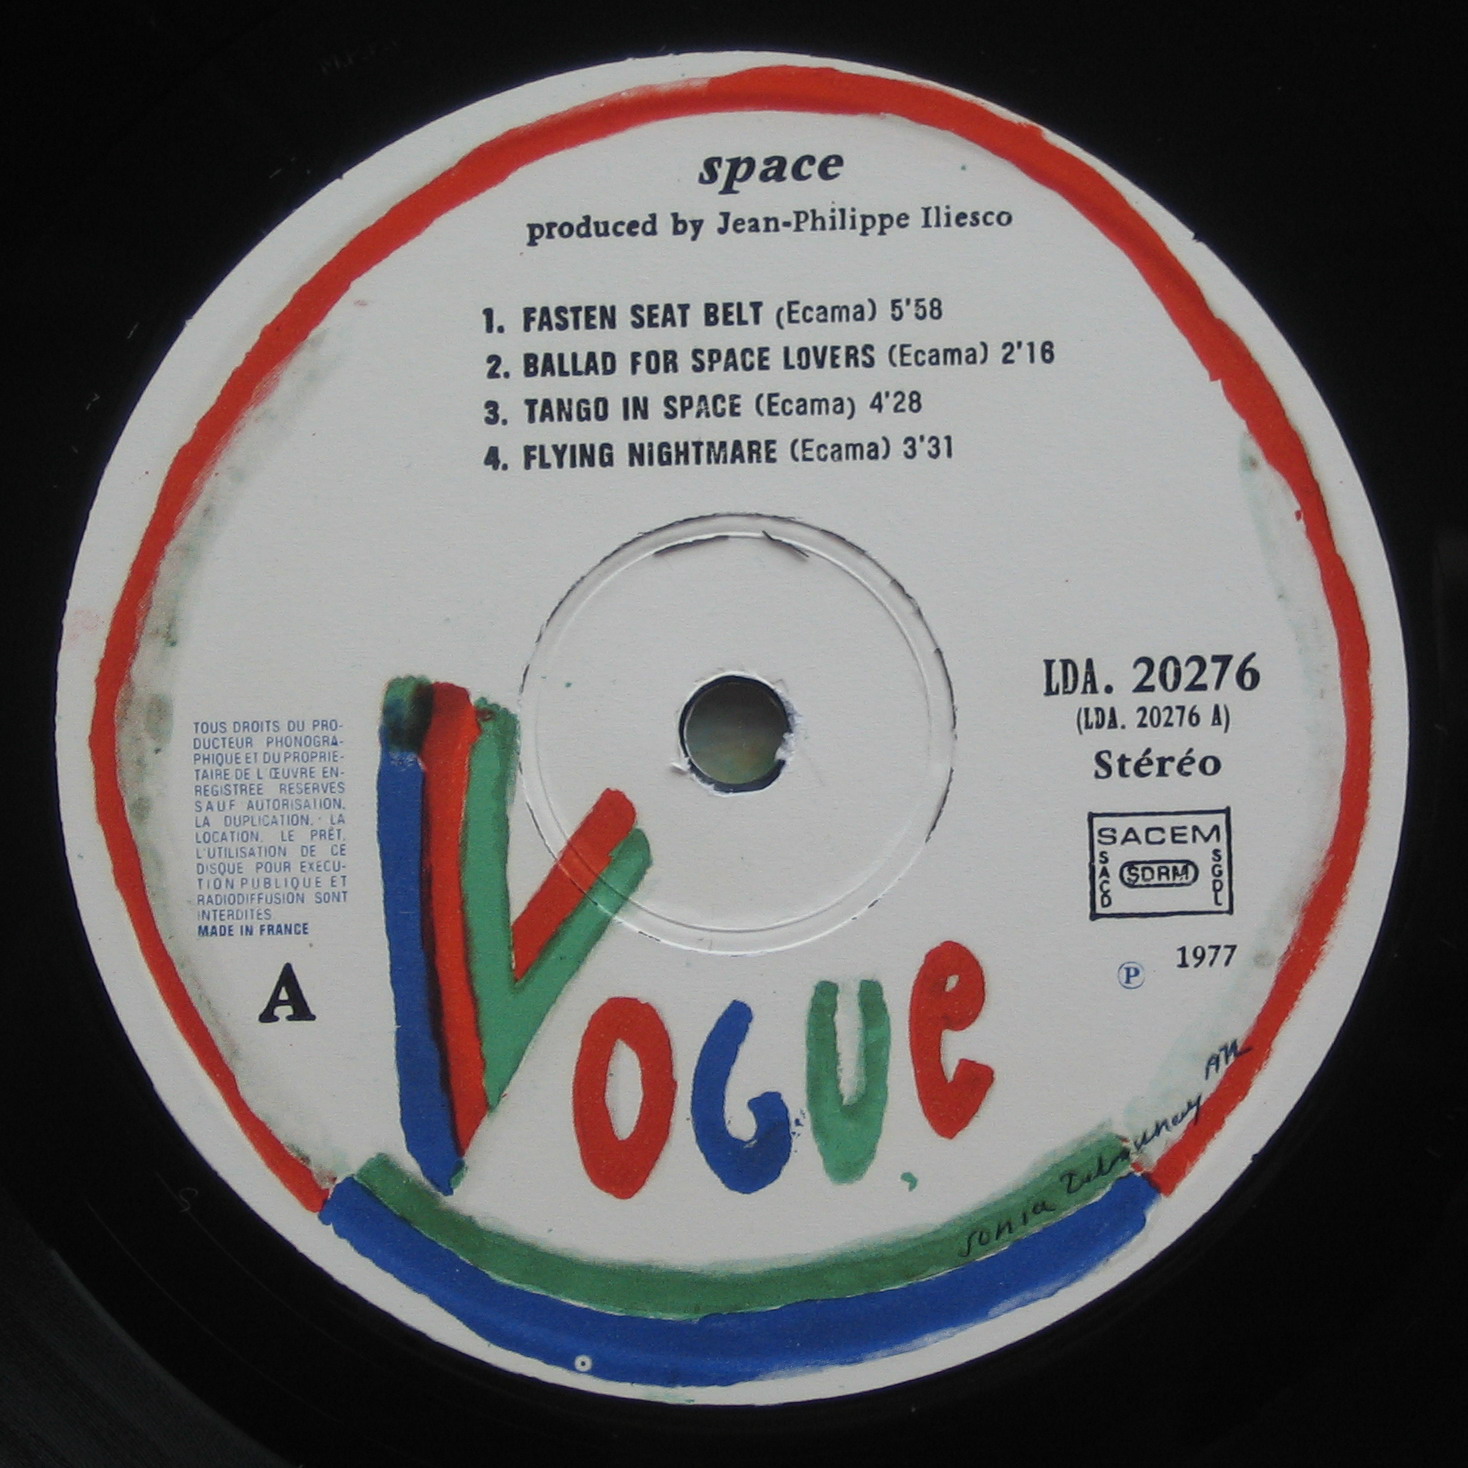 space
produced by Jean-Philippe Iliesco
1. FASTEN SEAT BELT (Ecama) 5'58
2. BALLAD FOR SPACE LOVERS (Ecama) 2'16
3. TANGO IN SPACE (Ecama) 4'28
4. FLYING NiGHTMARE (Ecama) 3'31
LDA. 20276
(LDA. 20276 A)
Stéréo
SACEM
SACD
SDRM
SGDL
℗ 1977
TOUS DROITS DU PRO-
DUCTEUR PHONOGRA-
PHIQUE ET DU PROPRIE-
TAIRE DE L ŒUVRE EN-
REGISTREE RESERVES
SAUF AUTORISATION,
LA DUPLICATION, LA
LOCATION, LE PRÊT,
L'UTILISATION DE CE
DISQUE POUR EXECU-
TION PUBLIQUE ET
RADIODIFFUSION SONT
INTERDITES
MADE IN FRANCE
A
VOGUe
sonia Delaunay